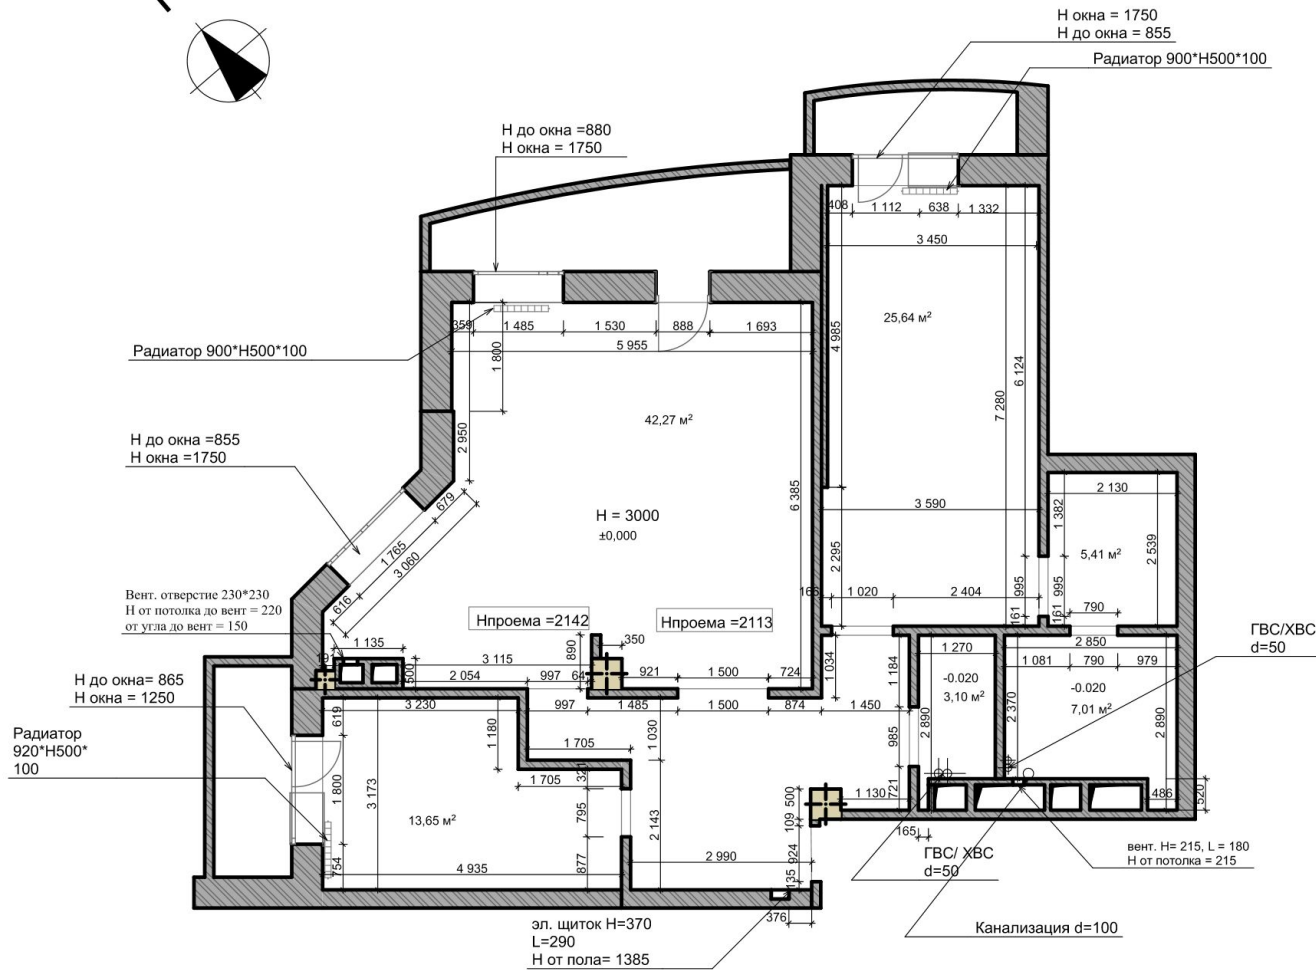 H окна = 1750
H до окна = 855
Радиатор 900*H500*100
H до окна =880
H окна = 1750
408
1 112
638
1 332
3 450
25,64 м²
4 985
6 124
7 280
359
1 485
1 530
888
1 693
5 955
1 800
Радиатор 900*H500*100
42,27 м²
2 950
H до окна =855
H окна =1750
6 385
679
1 765
3 060
616
H = 3000
±0,000
3 590
2 130
1 382
2 539
5,41 м²
2 295
995
995
161
161
166
1 020
2 404
790
Вент. отверстие 230*230
H от потолка до вент = 220
от угла до вент = 150
Hпроема =2142
Hпроема =2113
ГВС/ХВС
d=50
1 135
191
500
3 115
890
350
2 054
997
64
921
1 500
724
1 034
1 184
1 270
2 850
1 081
790
979
-0.020
3,10 м²
-0.020
7,01 м²
2 370
2 890
2 890
H до окна= 865
H окна = 1250
619
3 230
997
1 485
1 500
874
1 450
985
1 180
1 030
1 705
1 705
321
Радиатор
920*H500*
100
1 800
3 173
13,65 м²
795
2 143
500
109
1 130
721
486
520
754
4 935
877
2 990
924
135
165
ГВС/ ХВС
d=50
вент. H= 215, L = 180
H от потолка = 215
376
эл. щиток H=370
L=290
H от пола= 1385
Канализация d=100